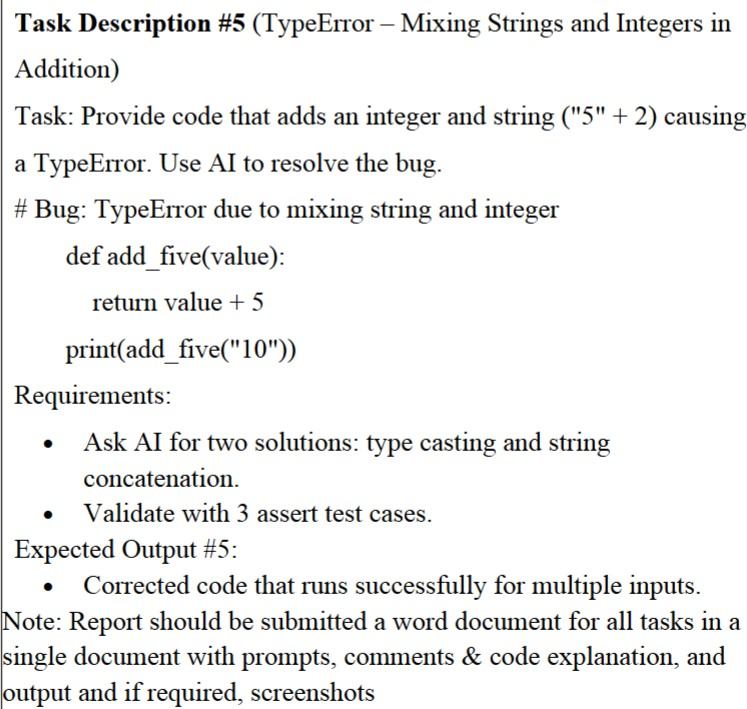 Task Description #5 (TypeError – Mixing Strings and Integers in
Addition)
Task: Provide code that adds an integer and string ("5" + 2) causing
a TypeError. Use AI to resolve the bug.
# Bug: TypeError due to mixing string and integer
def add_five(value):
return value + 5
print(add_five("10"))
Requirements:
• Ask AI for two solutions: type casting and string
concatenation.
• Validate with 3 assert test cases.
Expected Output #5:
• Corrected code that runs successfully for multiple inputs.
Note: Report should be submitted a word document for all tasks in a
single document with prompts, comments & code explanation, and
output and if required, screenshots